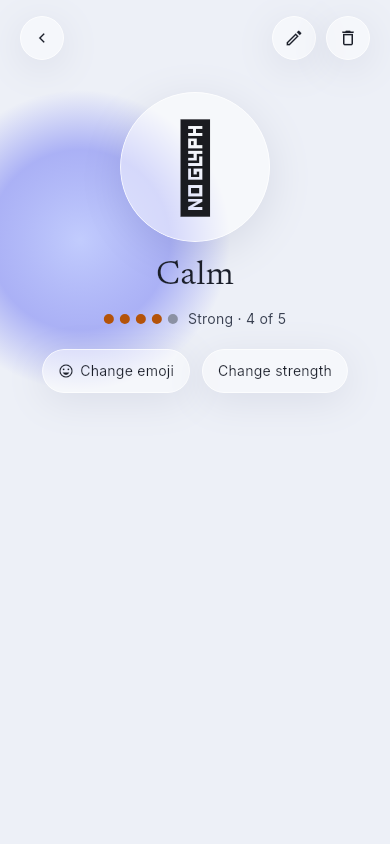 NO GLYPH
Calm
Strong · 4 of 5
Change emoji
Change strength